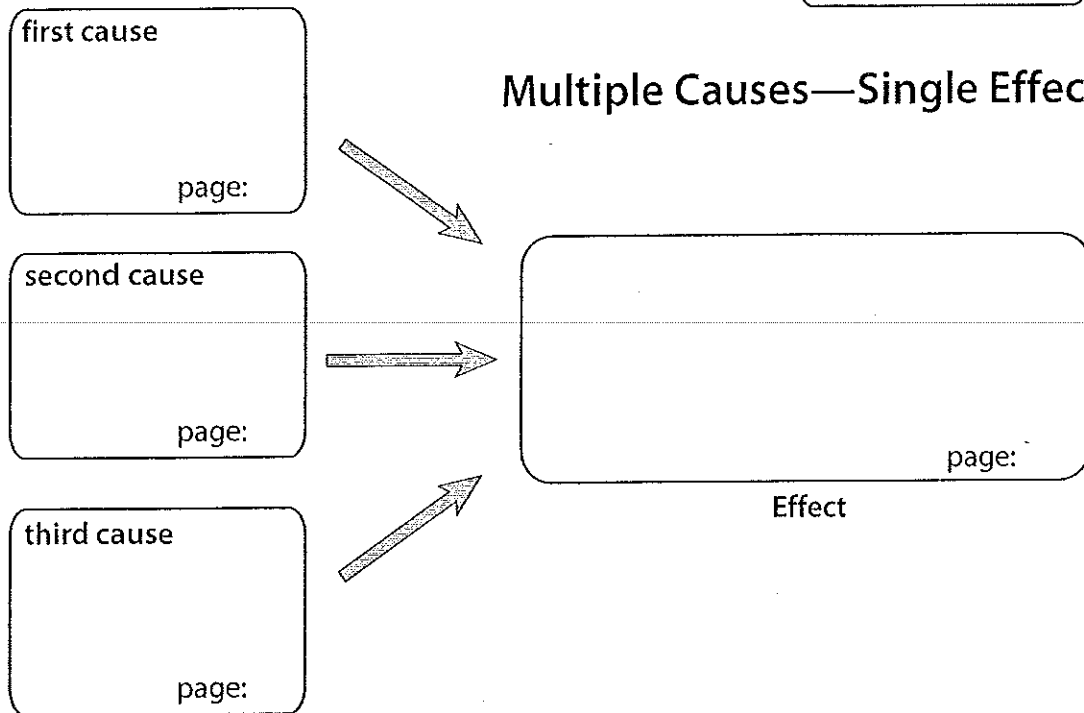 first cause
page:
Multiple Causes—Single Effec
second cause
page:
third cause
page:
page:
Effect